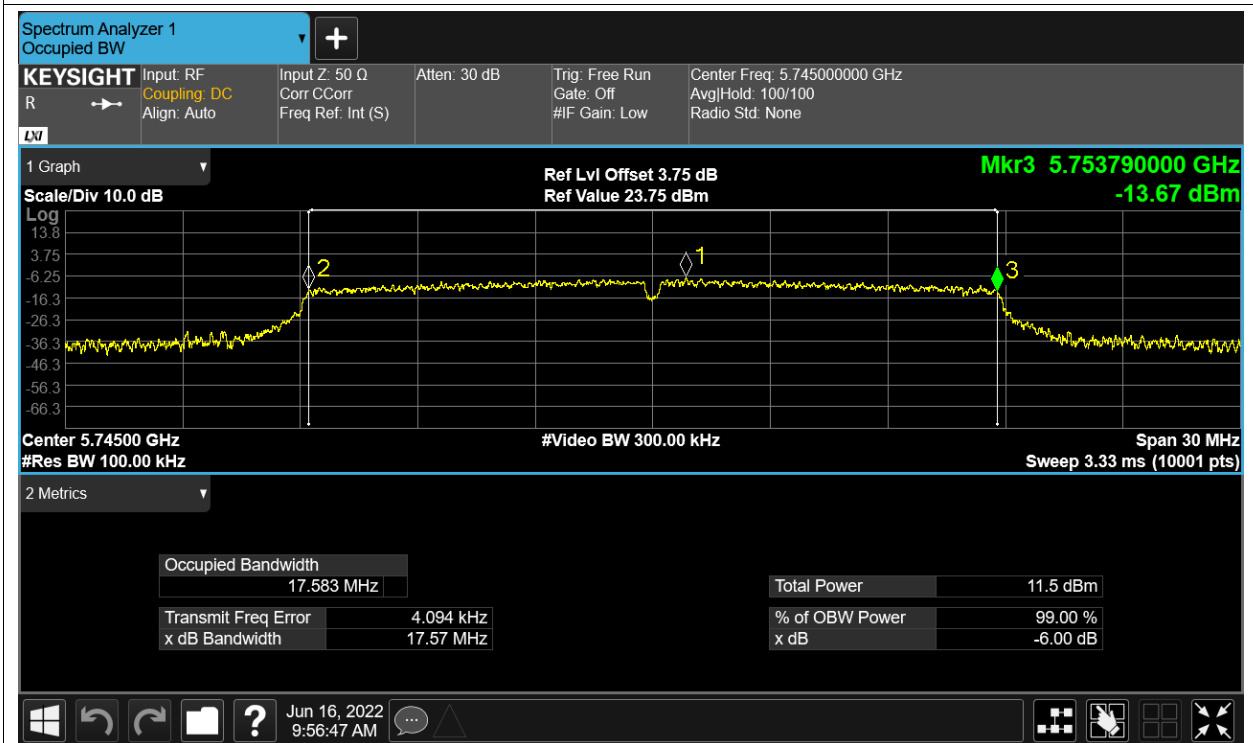 Spectrum Analyzer 1
Occupied BW
KEYSIGHT
R
LXI
Input: RF
Coupling: DC
Align: Auto
Input Z: 50 Ω
Corr CCorr
Freq Ref: Int (S)
Atten: 30 dB
Trig: Free Run
Gate: Off
#IF Gain: Low
Center Freq: 5.745000000 GHz
Avg|Hold: 100/100
Radio Std: None
1 Graph
Scale/Div 10.0 dB
Ref Lvl Offset 3.75 dB
Ref Value 23.75 dBm
Mkr3 5.753790000 GHz
-13.67 dBm
Log
13.8
3.75
-6.25
-16.3
-26.3
-36.3
-46.3
-56.3
-66.3
2
1
3
Center 5.74500 GHz
#Res BW 100.00 kHz
#Video BW 300.00 kHz
Span 30 MHz
Sweep 3.33 ms (10001 pts)
2 Metrics
Occupied Bandwidth
17.583 MHz
Transmit Freq Error 4.094 kHz
x dB Bandwidth 17.57 MHz
Total Power 11.5 dBm
% of OBW Power 99.00 %
x dB -6.00 dB
?
Jun 16, 2022
9:56:47 AM